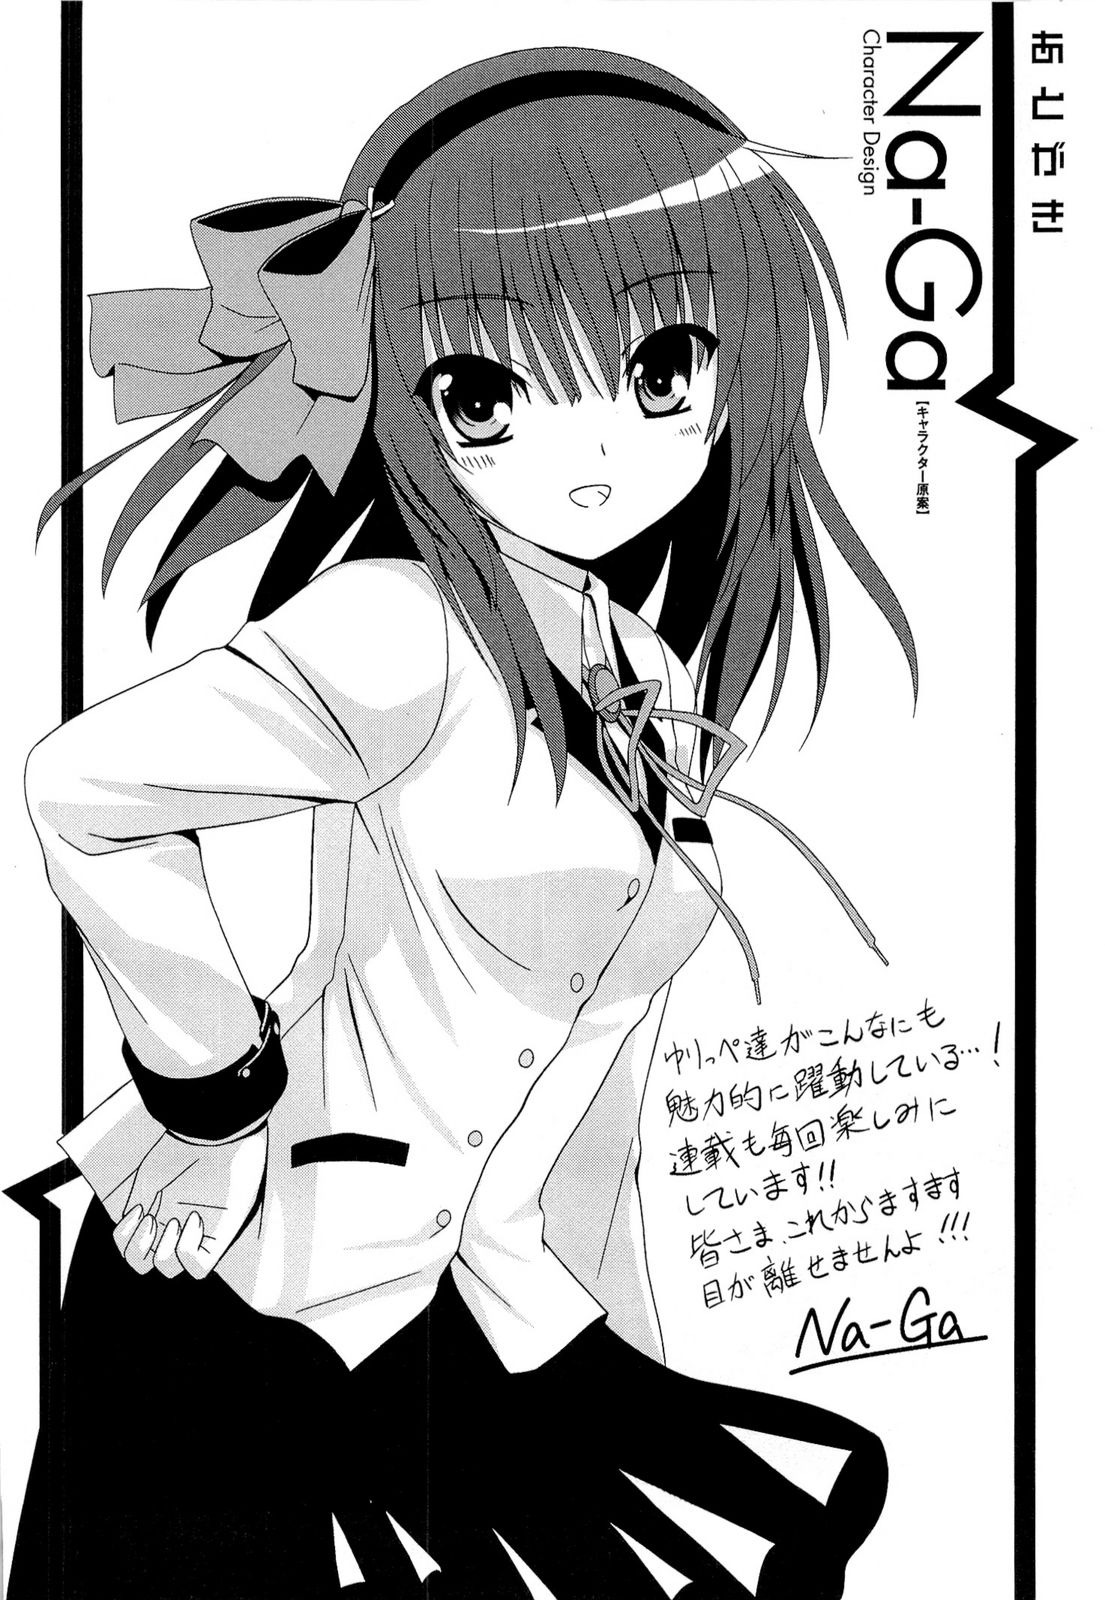 あとがき
Na-Ga
Character Design
【キャラクター原案】
ゆりっぺ達がこんなにも
魅力的に躍動している…！
連載も毎回楽しみに
しています!!
皆さま、これからますます
目が離せませんよ!!!
Na-Ga